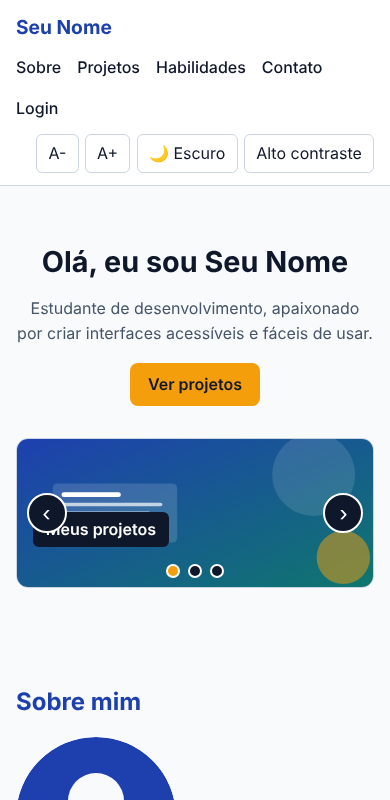 Seu Nome
Sobre Projetos Habilidades Contato
Login
A- A+ 🌙 Escuro Alto contraste
Olá, eu sou Seu Nome
Estudante de desenvolvimento, apaixonado
por criar interfaces acessíveis e fáceis de usar.
Ver projetos
‹ ›
Meus projetos
Sobre mim